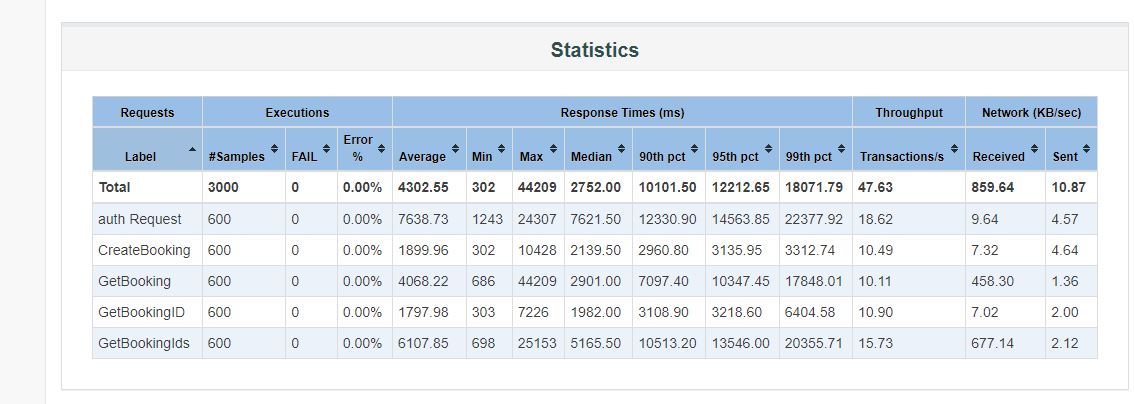 Statistics
Requests Executions Response Times (ms) Throughput Network (KB/sec)
Label #Samples FAIL Error % Average Min Max Median 90th pct 95th pct 99th pct Transactions/s Received Sent
Total 3000 0 0.00% 4302.55 302 44209 2752.00 10101.50 12212.65 18071.79 47.63 859.64 10.87
auth Request 600 0 0.00% 7638.73 1243 24307 7621.50 12330.90 14563.85 22377.92 18.62 9.64 4.57
CreateBooking 600 0 0.00% 1899.96 302 10428 2139.50 2960.80 3135.95 3312.74 10.49 7.32 4.64
GetBooking 600 0 0.00% 4068.22 686 44209 2901.00 7097.40 10347.45 17848.01 10.11 458.30 1.36
GetBookingID 600 0 0.00% 1797.98 303 7226 1982.00 3108.90 3218.60 6404.58 10.90 7.02 2.00
GetBookingIds 600 0 0.00% 6107.85 698 25153 5165.50 10513.20 13546.00 20355.71 15.73 677.14 2.12